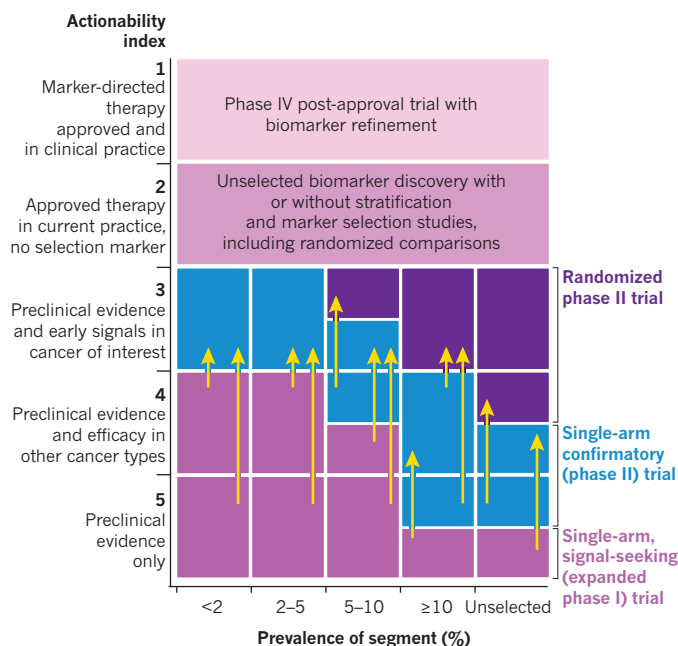 Actionability
index
1
Marker-directed
therapy
approved and
in clinical practice
Phase IV post-approval trial with
biomarker refinement
2
Approved therapy
in current practice,
no selection marker
Unselected biomarker discovery with
or without stratification
and marker selection studies,
including randomized comparisons
3
Preclinical evidence
and early signals in
cancer of interest
Randomized
phase II trial
4
Preclinical evidence
and efficacy in
other cancer types
Single-arm
confirmatory
(phase II) trial
5
Preclinical
evidence
only
Single-arm,
signal-seeking
(expanded
phase I) trial
<2 2–5 5–10 ≥10 Unselected
Prevalence of segment (%)